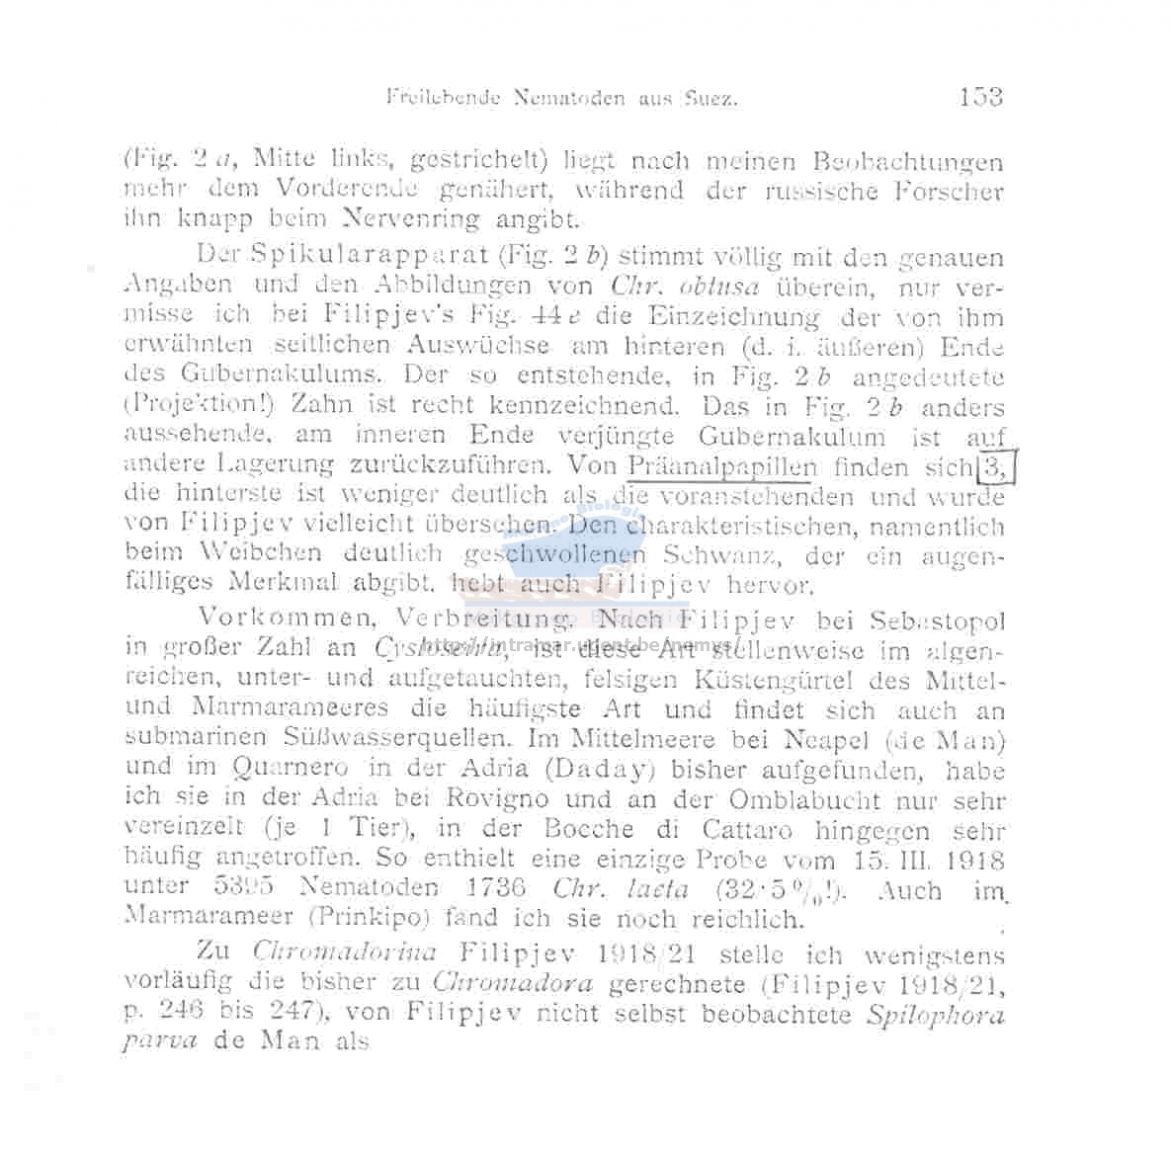 Freilebende Nematoden aus Suez. 153
(Fig. 2 a, Mitte links, gestrichelt) liegt nach meinen Beobachtungen
mehr dem Vorderende genähert, während der russische Forscher
ihn knapp beim Nervenring angibt.
Der Spikularapparat (Fig. 2 b) stimmt völlig mit den genauen
Angaben und den Abbildungen von Chr. obtusa überein, nur ver-
misse ich bei Filipjev's Fig. 44 e die Einzeichnung der von ihm
erwähnten seitlichen Auswüchse am hinteren (d. i. äußeren) Ende
des Gubernakulums. Der so entstehende, in Fig. 2 b angedeutete
(Projektion!) Zahn ist recht kennzeichnend. Das in Fig. 2 b anders
aussehende, am inneren Ende verjüngte Gubernakulum ist auf
andere Lagerung zurückzuführen. Von Präanalpapillen finden sich 3,
die hinterste ist weniger deutlich als die voranstehenden und wurde
von Filipjev vielleicht übersehen. Den charakteristischen, namentlich
beim Weibchen deutlich geschwollenen Schwanz, der ein augen-
fälliges Merkmal abgibt, hebt auch Filipjev hervor.
Vorkommen, Verbreitung. Nach Filipjev bei Sebastopol
in großer Zahl an Cystoseira, ist diese Art stellenweise im algen-
reichen, unter- und aufgetauchten, felsigen Küstengürtel des Mittel-
und Marmarameeres die häufigste Art und findet sich auch an
submarinen Süßwasserquellen. Im Mittelmeere bei Neapel (de Man)
und im Quarnero in der Adria (Daday) bisher aufgefunden, habe
ich sie in der Adria bei Rovigno und an der Omblabucht nur sehr
vereinzelt (je 1 Tier), in der Bocche di Cattaro hingegen sehr
häufig angetroffen. So enthielt eine einzige Probe vom 15. III. 1918
unter 5395 Nematoden 1736 Chr. laeta (32·5 %!). Auch im
Marmarameer (Prinkipo) fand ich sie noch reichlich.
Zu Chromadorina Filipjev 1918/21 stelle ich wenigstens
vorläufig die bisher zu Chromadora gerechnete (Filipjev 1918/21,
p. 246 bis 247), von Filipjev nicht selbst beobachtete Spilophora
parva de Man als
http://intramar.ugent.be/nemys/